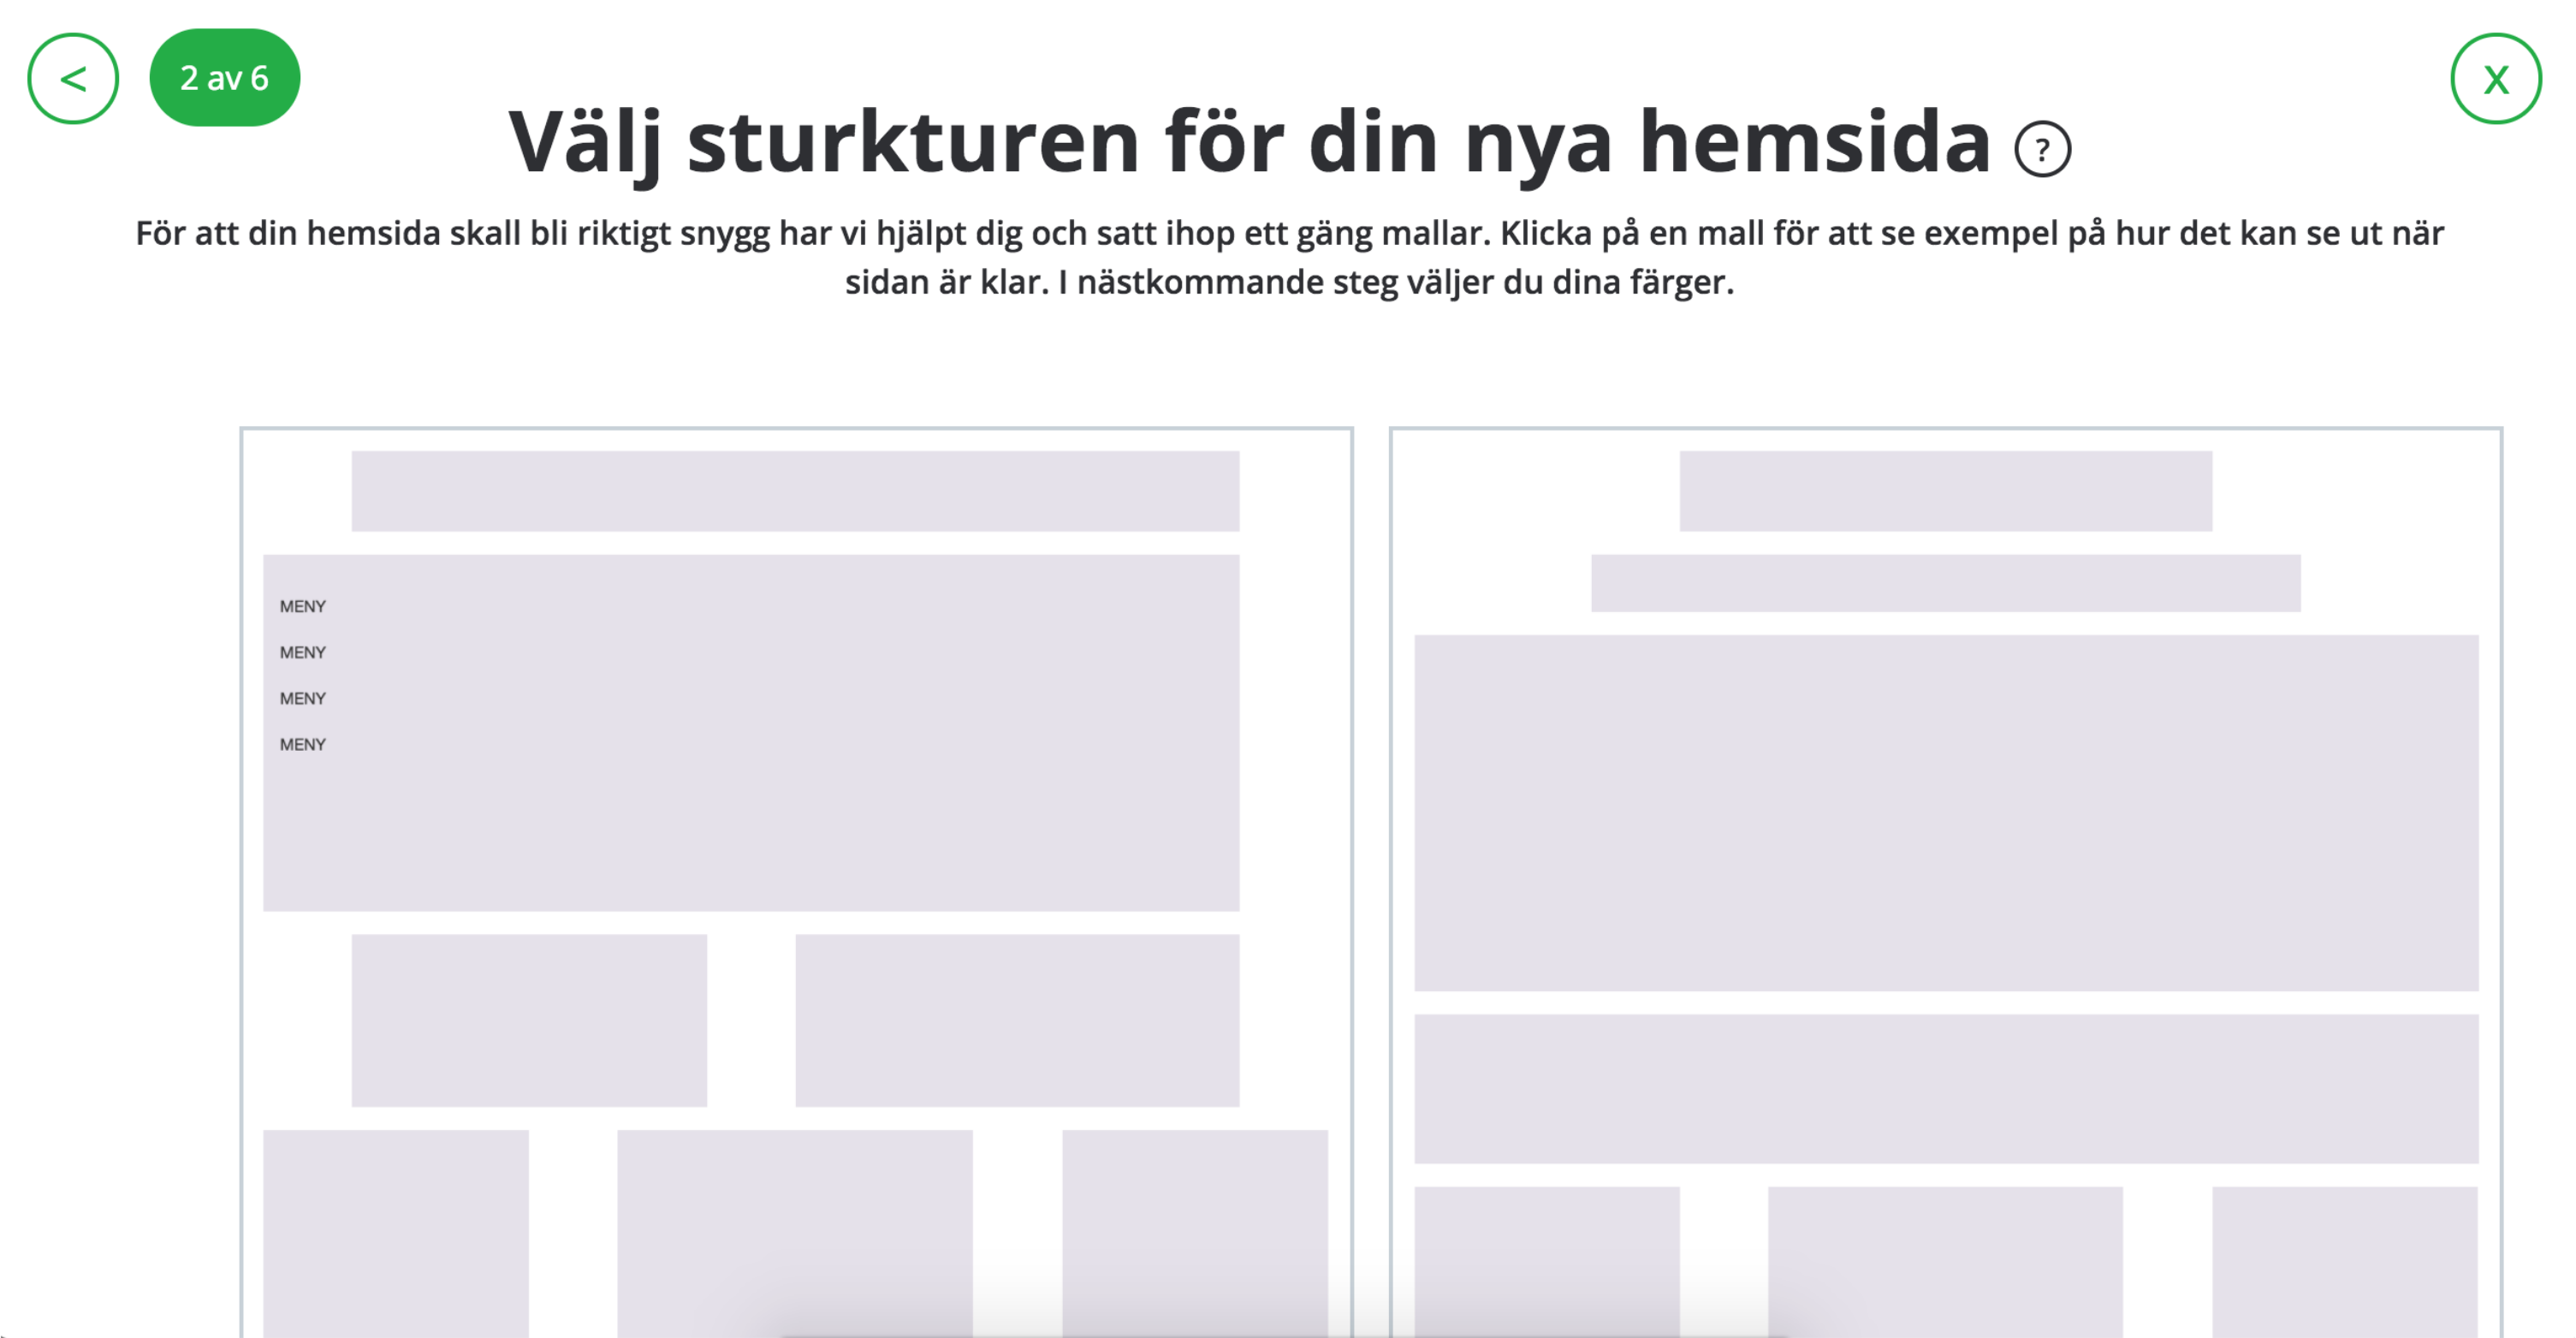 <
2 av 6
X
Välj sturkturen för din nya hemsida ?
För att din hemsida skall bli riktigt snygg har vi hjälpt dig och satt ihop ett gäng mallar. Klicka på en mall för att se exempel på hur det kan se ut när
sidan är klar. I nästkommande steg väljer du dina färger.
MENY
MENY
MENY
MENY